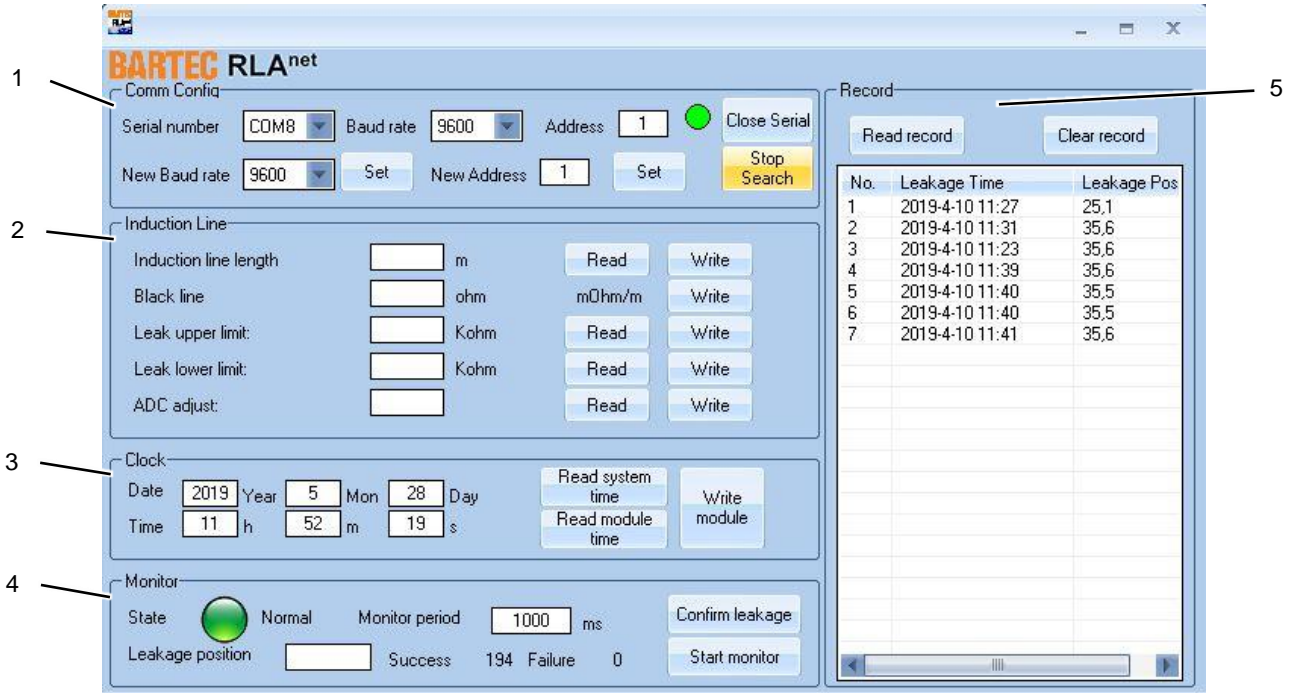 BARTEC
RLA net
BARTEC RLAnet
1
Comm Config
Serial number COM8 Baud rate 9600 Address 1 Close Serial
New Baud rate 9600 Set New Address 1 Set Stop Search
2
Induction Line
Induction line length m Read Write
Black line ohm mOhm/m Write
Leak upper limit: Kohm Read Write
Leak lower limit: Kohm Read Write
ADC adjust: Read Write
3
Clock
Date 2019 Year 5 Mon 28 Day Read system time
Time 11 h 52 m 19 s Read module time
Write module
4
Monitor
State Normal Monitor period 1000 ms Confirm leakage
Leakage position Success 194 Failure 0 Start monitor
5
Record
Read record Clear record
No. Leakage Time Leakage Pos
1 2019-4-10 11:27 25,1
2 2019-4-10 11:31 35,6
3 2019-4-10 11:23 35,6
4 2019-4-10 11:39 35,6
5 2019-4-10 11:40 35,5
6 2019-4-10 11:40 35,5
7 2019-4-10 11:41 35,6